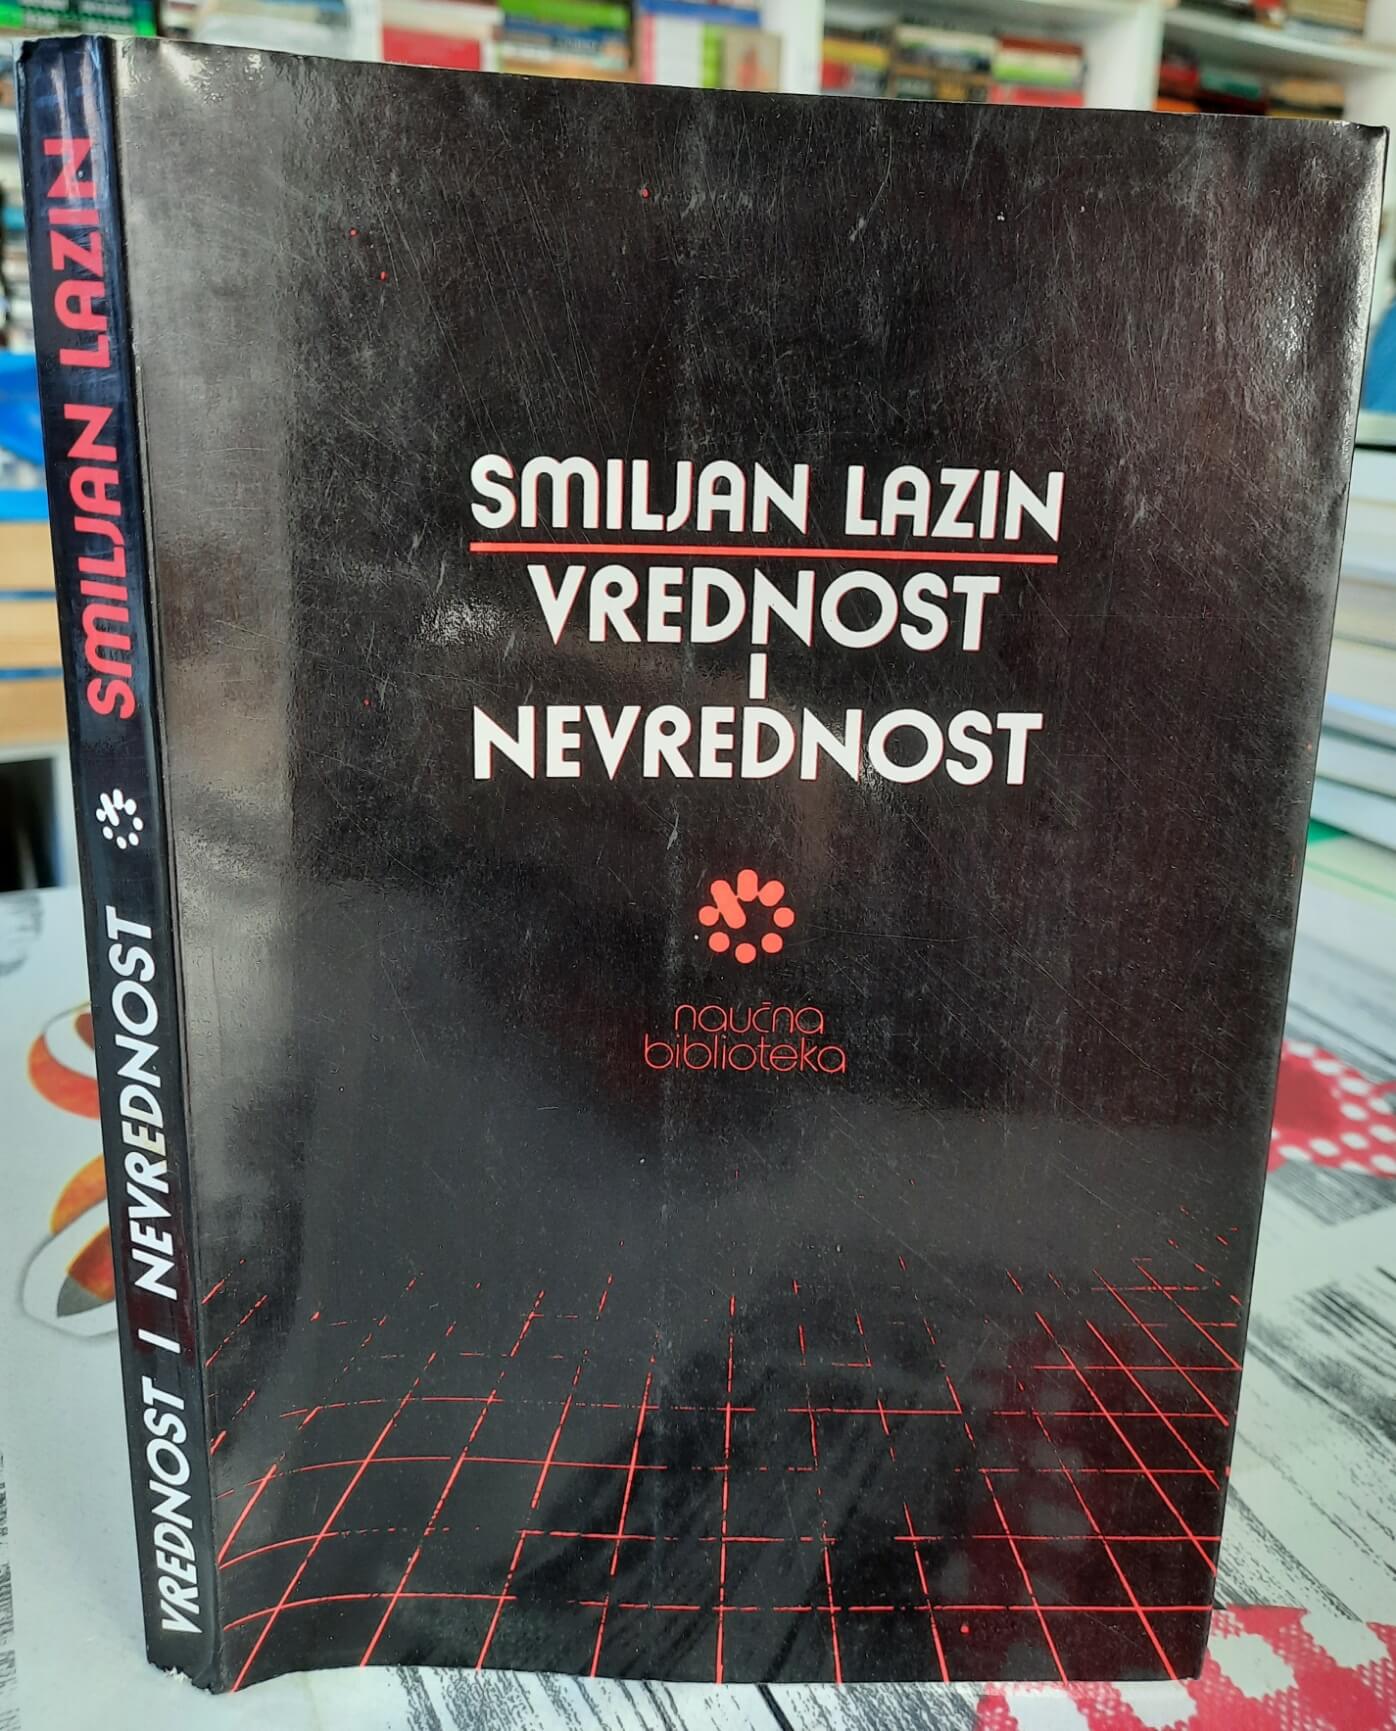 SMILJAN LAZIN
VREDNOST
I
NEVREDNOST
naučna
biblioteka
VREDNOST I NEVREDNOST SMILJAN LAZIN